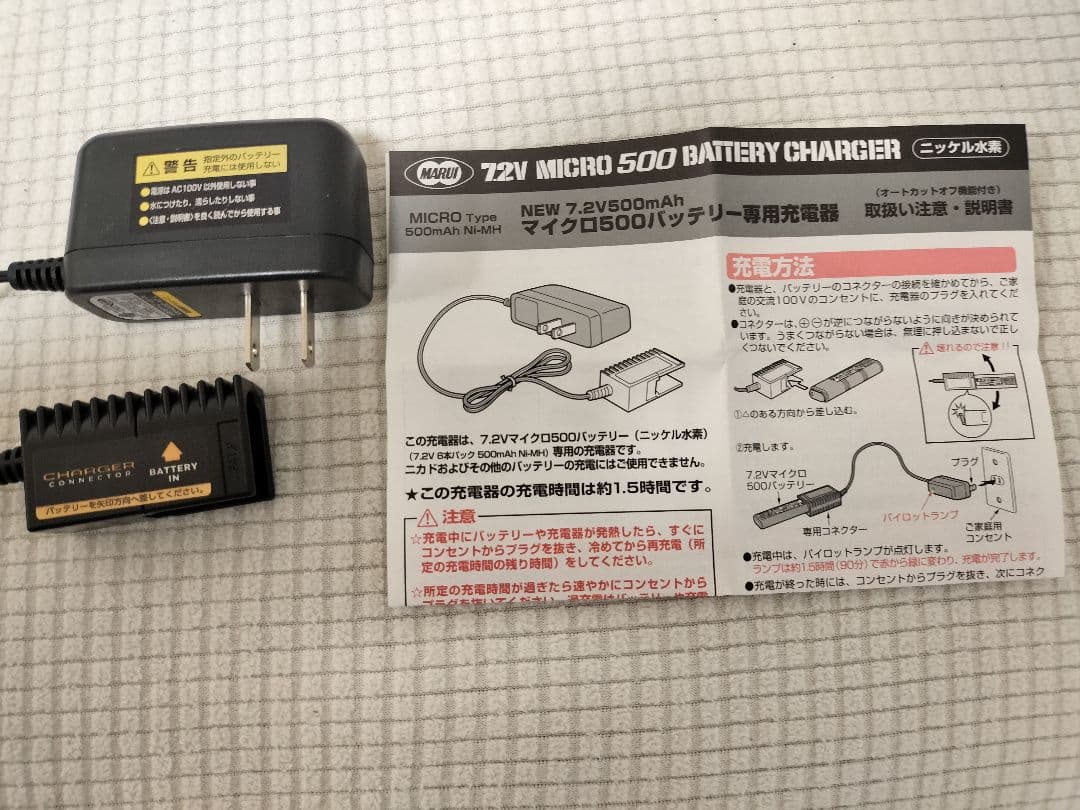 警告 指定外のバッテリー
充電には使用しない
●電源は AC100V 以外使用しない事
●水につけたり、濡らしたりしない事
●〈注意・説明書〉を良く読んでから使用する事
CHARGER
CONNECTOR
BATTERY
IN
バッテリーを矢印方向へ差してください。
MARUI 7.2V MICRO 500 BATTERY CHARGER ニッケル水素
MICRO Type
500mAh Ni-MH
NEW 7.2V500mAh
マイクロ500バッテリー専用充電器
(オートカットオフ機能付き)
取扱い注意・説明書
この充電器は、7.2Vマイクロ500バッテリー(ニッケル水素)
(7.2V 6本パック 500mAh Ni-MH) 専用の充電器です。
ニカドおよびその他のバッテリーの充電にはご使用できません。
★この充電器の充電時間は約1.5時間です。
注意
☆充電中にバッテリーや充電器が発熱したら、すぐに
コンセントからプラグを抜き、冷めてから再充電(所
定の充電時間の残り時間)をしてください。
☆所定の充電時間が過ぎたら速やかにコンセントから
プラグを抜いてください。過充電はバッテリーや充電
充電方法
●充電器と、バッテリーのコネクターの接続を確かめてから、ご家
庭の交流100Vのコンセントに、充電器のプラグを入れてくだ
さい。
●コネクターは、⊕⊖が逆につながらないように向きが決められて
います。うまくつながらない場合は、無理に押し込まないで正し
くつないでください。
壊れるので注意!!
①△のある方向から差し込む。
②充電します。
7.2Vマイクロ
500バッテリー
専用コネクター
プラグ
パイロットランプ
ご家庭用
コンセント
●充電中は、パイロットランプが点灯します。
ランプは約1.5時間(90分)で赤から緑に変わり、充電が完了します。
●充電が終った時には、コンセントからプラグを抜き、次にコネク